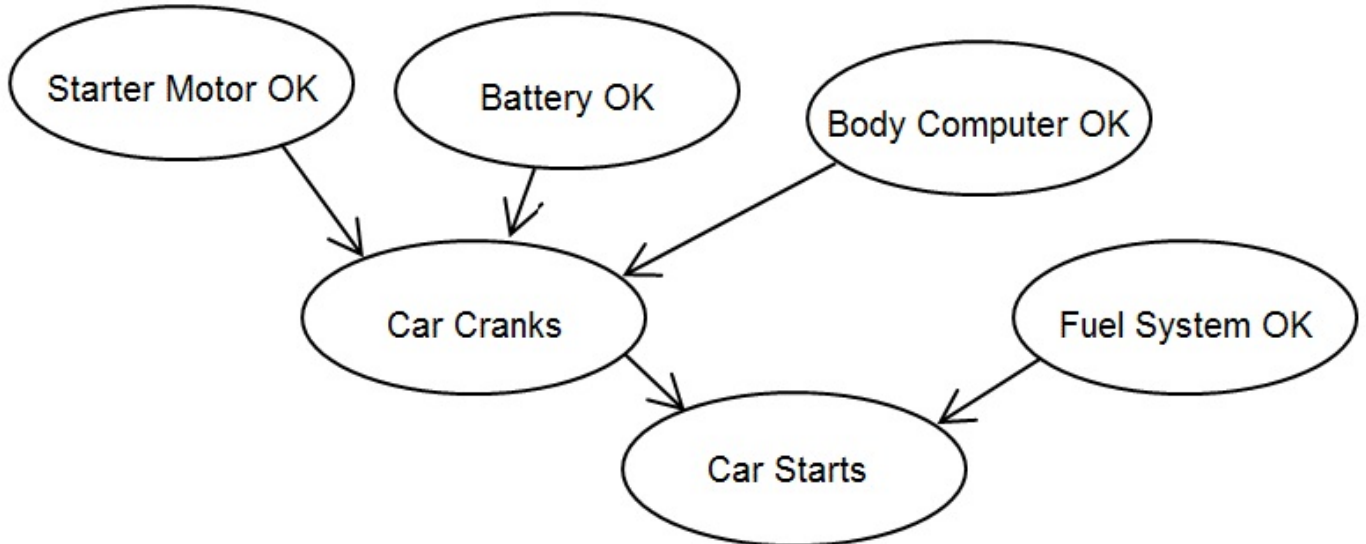 Starter Motor OK
Battery OK
Body Computer OK
Car Cranks
Fuel System OK
Car Starts